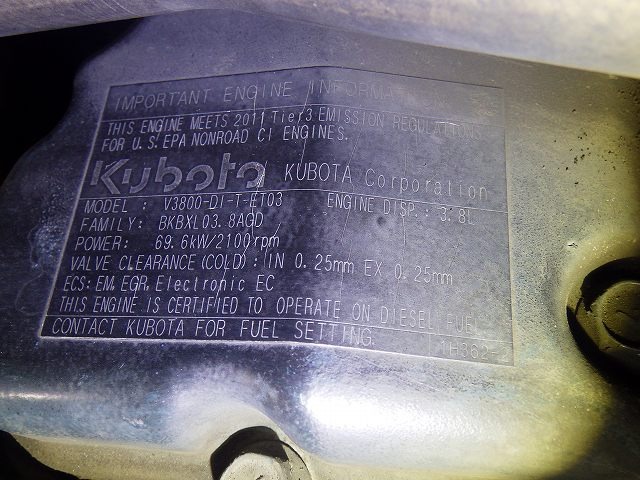 IMPORTANT ENGINE INFORMATION
THIS ENGINE MEETS 2011 Tier3 EMISSION REGULATIONS
FOR U.S. EPA NONROAD CI ENGINES.
Kubota KUBOTA Corporation
MODEL : V3800-DI-T-ET03 ENGINE DISP.: 3.8L
FAMILY: BKBXL03.8AGD
POWER: 69.6kW/2100rpm
VALVE CLEARANCE (COLD) : IN 0.25mm EX 0.25mm
ECS: EM, EGR, Electronic EC
THIS ENGINE IS CERTIFIED TO OPERATE ON DIESEL FUEL
CONTACT KUBOTA FOR FUEL SETTING.